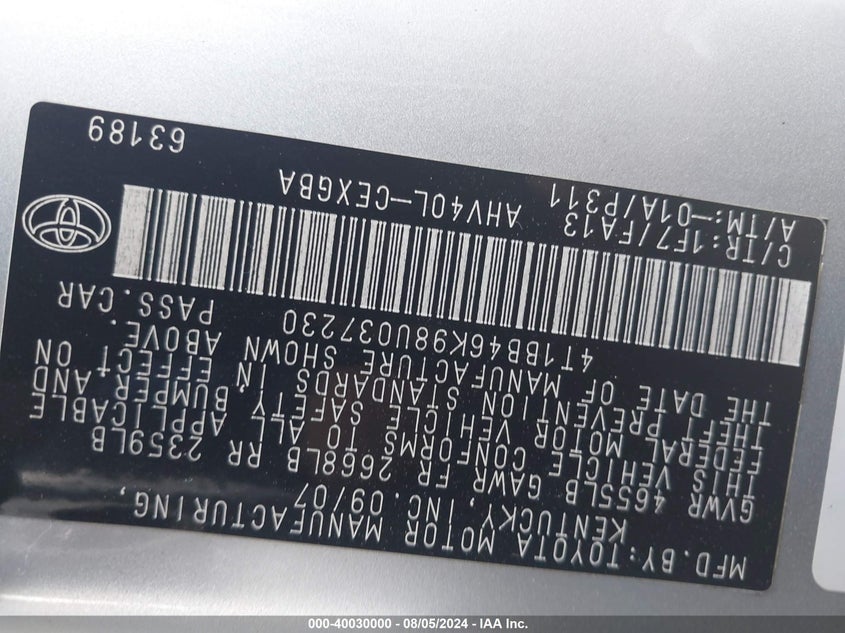 MFD.BY:TOYOTA MOTOR MANUFACTURING,
KENTUCKY,INC.09/07
GVWR 4655LB GAWR FR 2668LB RR 2359LB
THIS VEHICLE CONFORMS TO ALL APPLICABLE
FEDERAL MOTOR VEHICLE SAFETY,BUMPER AND
THEFT PREVENTION STANDARDS IN EFFECT ON
THE DATE OF MANUFACTURE SHOWN ABOVE.
4T1BB46K98U037230 PASS.CAR
C/TR:1F7/FA13 AHV40L-CEXGBA
A/TM:-01A/P311 63189
000-40030000 - 08/05/2024 - IAA Inc.